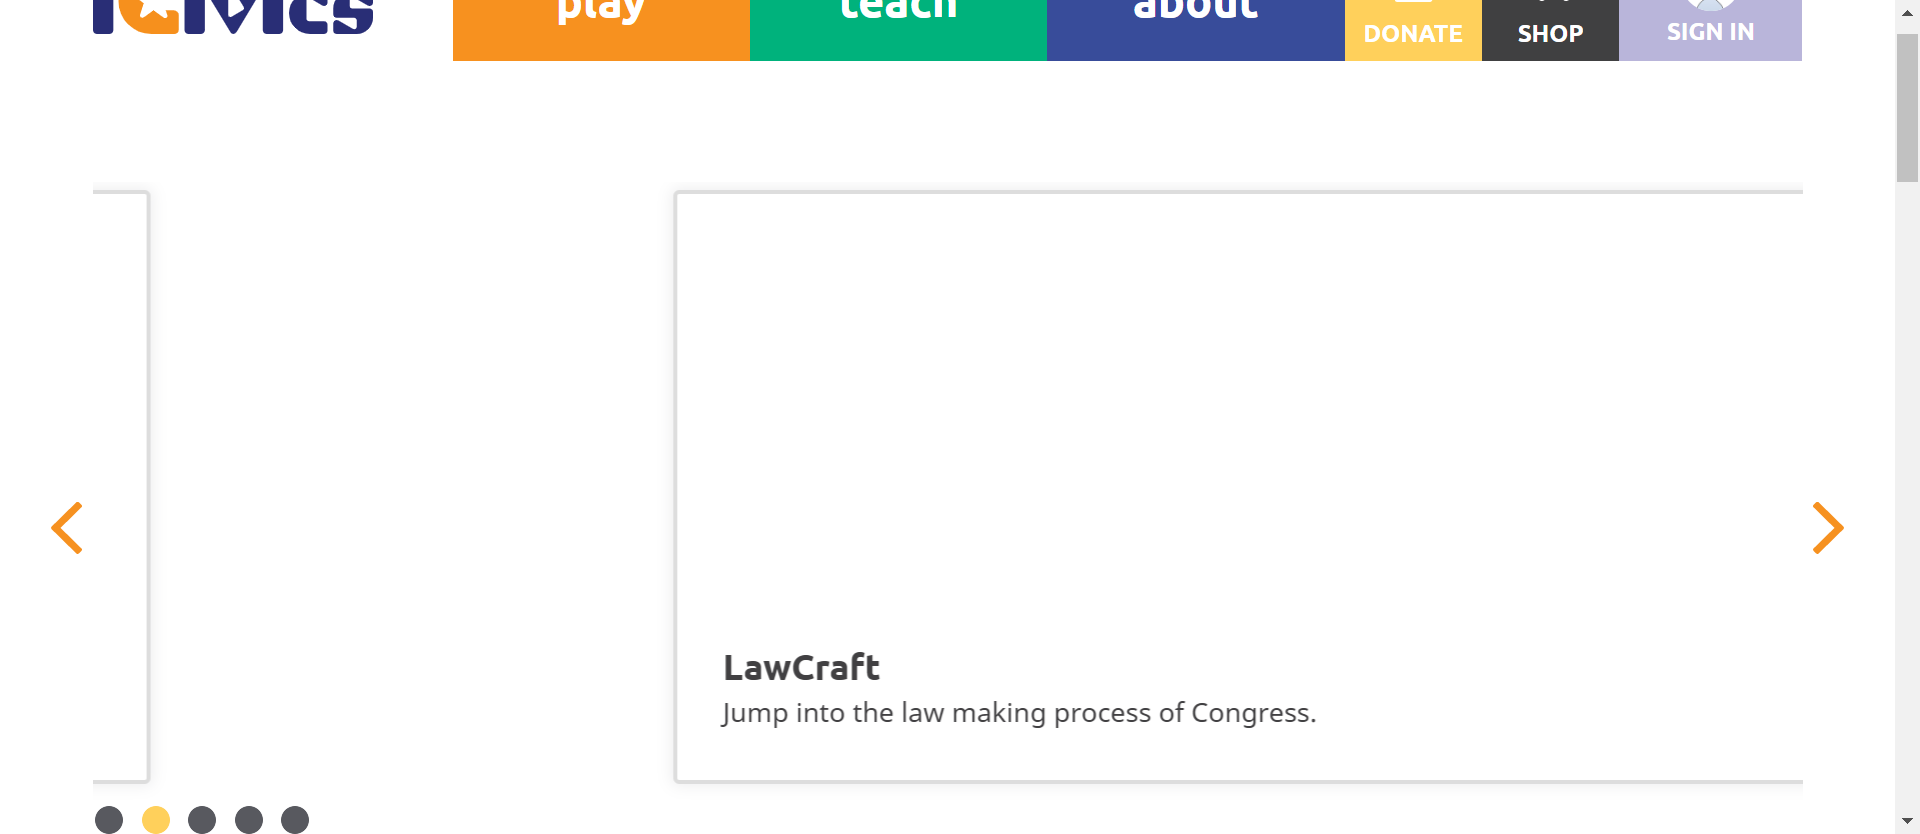 iCivics
play
teach
about
DONATE
SHOP
SIGN IN
LawCraft
Jump into the law making process of Congress.